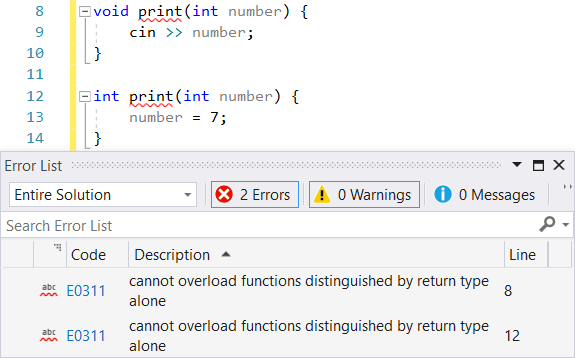 8 void print(int number) {
9 cin >> number;
10 }
11
12 int print(int number) {
13 number = 7;
14 }
Error List
Entire Solution 2 Errors 0 Warnings 0 Messages
Search Error List
Code Description Line
abc E0311 cannot overload functions distinguished by return type 8
alone
abc E0311 cannot overload functions distinguished by return type 12
alone